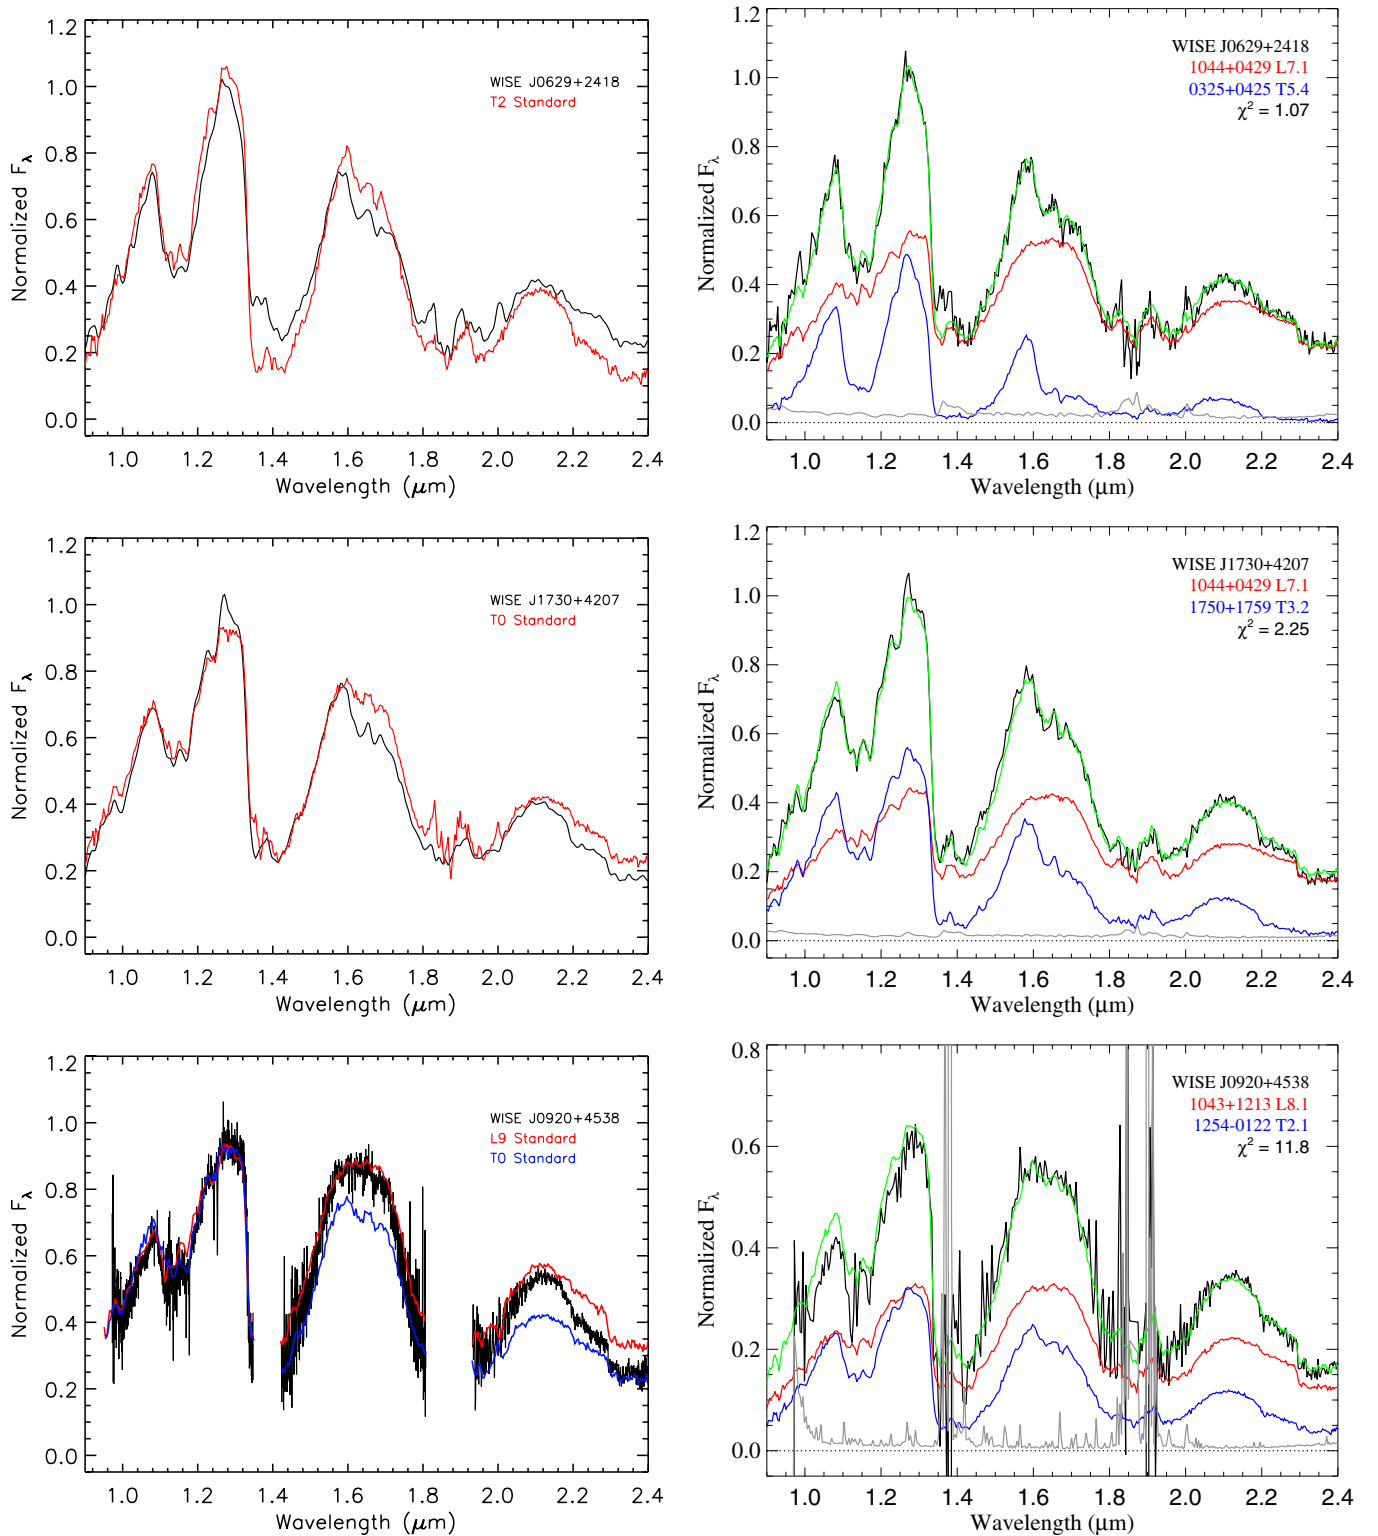 WISE J0629+2418
T2 Standard
1.2
1.0
0.8
0.6
0.4
0.2
0.0
Normalized Fλ
1.0 1.2 1.4 1.6 1.8 2.0 2.2 2.4
Wavelength (μm)
WISE J0629+2418
1044+0429 L7.1
0325+0425 T5.4
χ² = 1.07
1.2
1.0
0.8
0.6
0.4
0.2
0.0
Normalized Fλ
1.0 1.2 1.4 1.6 1.8 2.0 2.2 2.4
Wavelength (μm)
WISE J1730+4207
T0 Standard
1.2
1.0
0.8
0.6
0.4
0.2
0.0
Normalized Fλ
1.0 1.2 1.4 1.6 1.8 2.0 2.2 2.4
Wavelength (μm)
WISE J1730+4207
1044+0429 L7.1
1750+1759 T3.2
χ² = 2.25
1.2
1.0
0.8
0.6
0.4
0.2
0.0
Normalized Fλ
1.0 1.2 1.4 1.6 1.8 2.0 2.2 2.4
Wavelength (μm)
WISE J0920+4538
L9 Standard
T0 Standard
1.2
1.0
0.8
0.6
0.4
0.2
0.0
Normalized Fλ
1.0 1.2 1.4 1.6 1.8 2.0 2.2 2.4
Wavelength (μm)
WISE J0920+4538
1043+1213 L8.1
1254-0122 T2.1
χ² = 11.8
0.8
0.6
0.4
0.2
0.0
Normalized Fλ
1.0 1.2 1.4 1.6 1.8 2.0 2.2 2.4
Wavelength (μm)